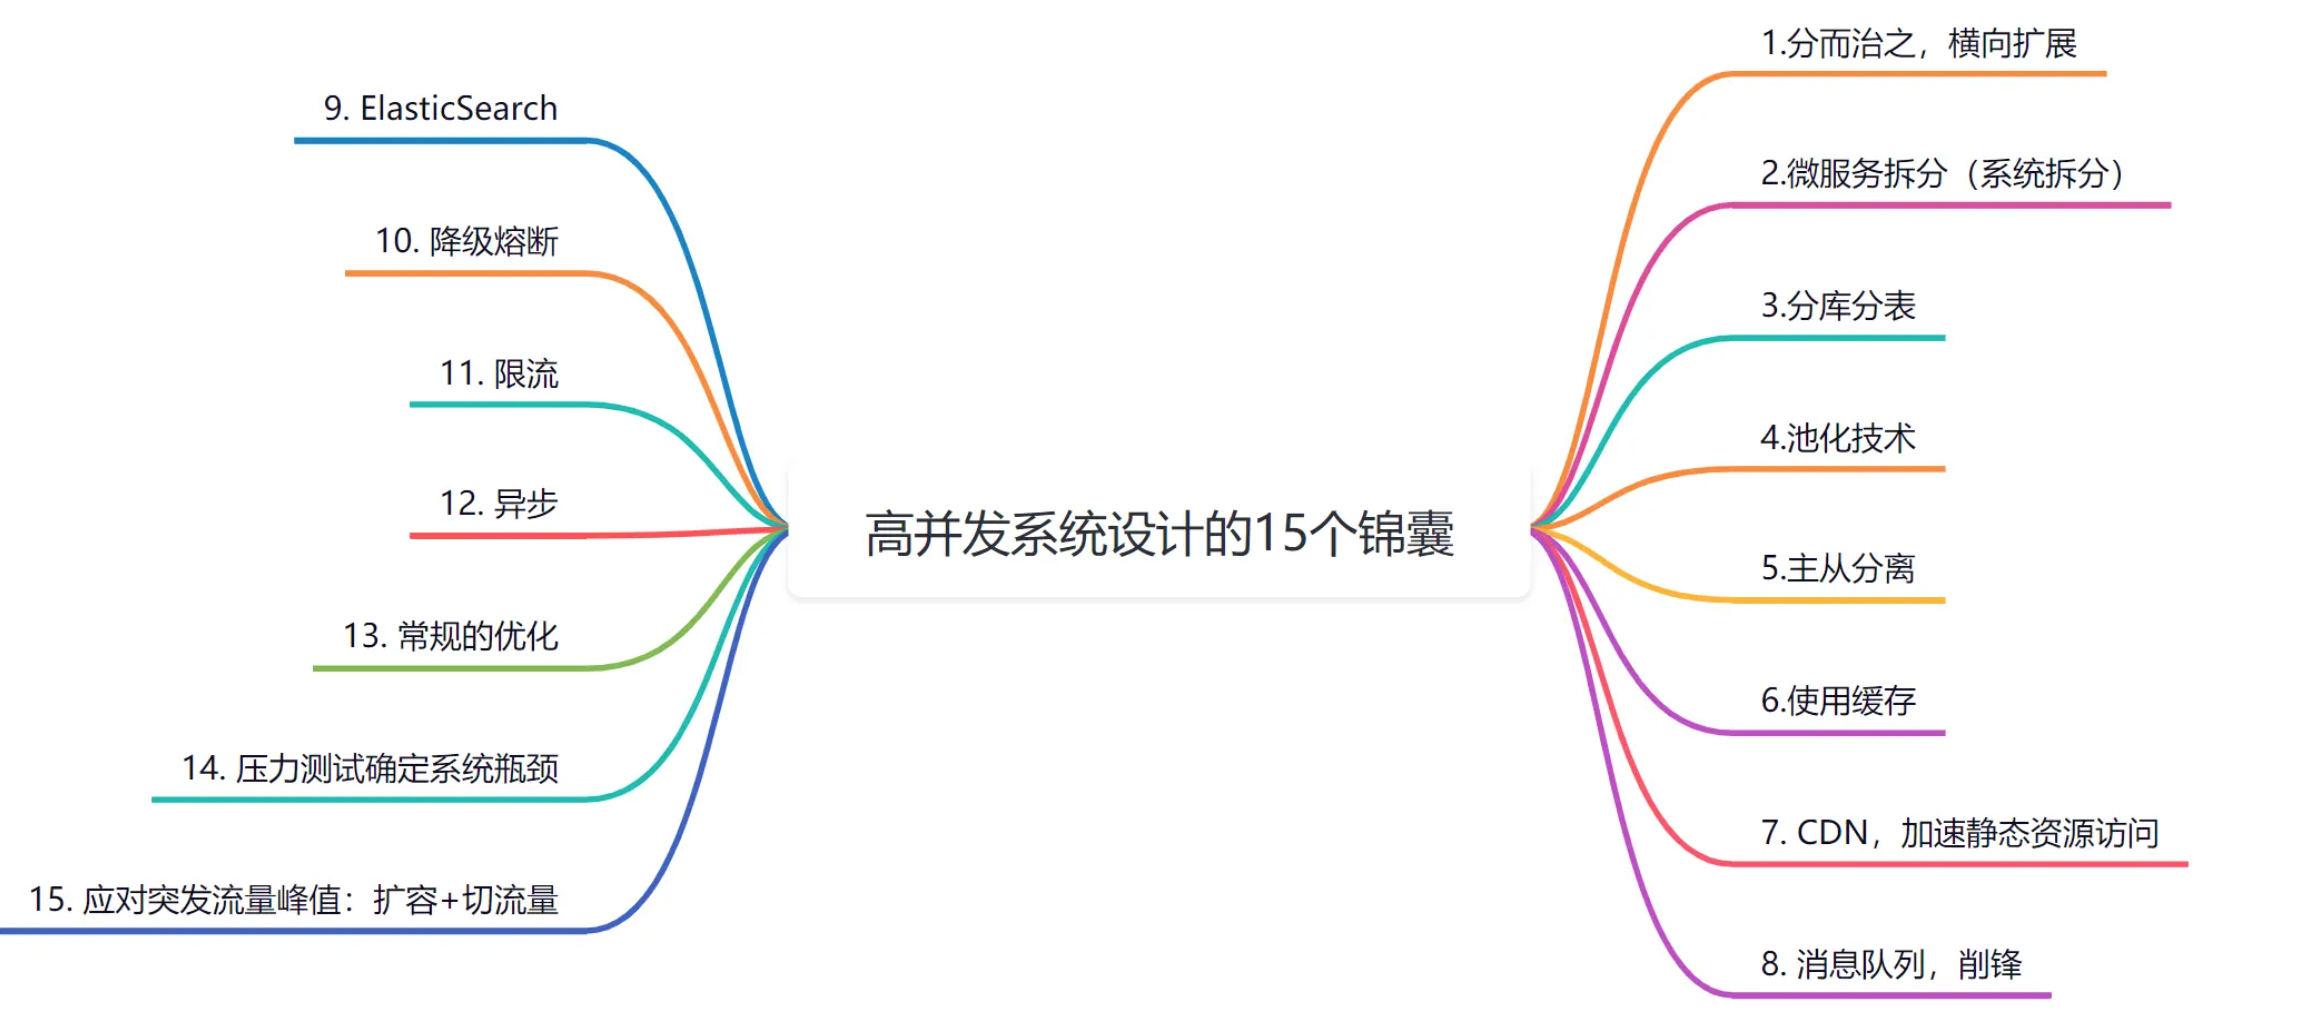 高并发系统设计的15个锦囊
1.分而治之，横向扩展
2.微服务拆分（系统拆分）
3.分库分表
4.池化技术
5.主从分离
6.使用缓存
7. CDN，加速静态资源访问
8. 消息队列，削锋
9. ElasticSearch
10. 降级熔断
11. 限流
12. 异步
13. 常规的优化
14. 压力测试确定系统瓶颈
15. 应对突发流量峰值：扩容+切流量